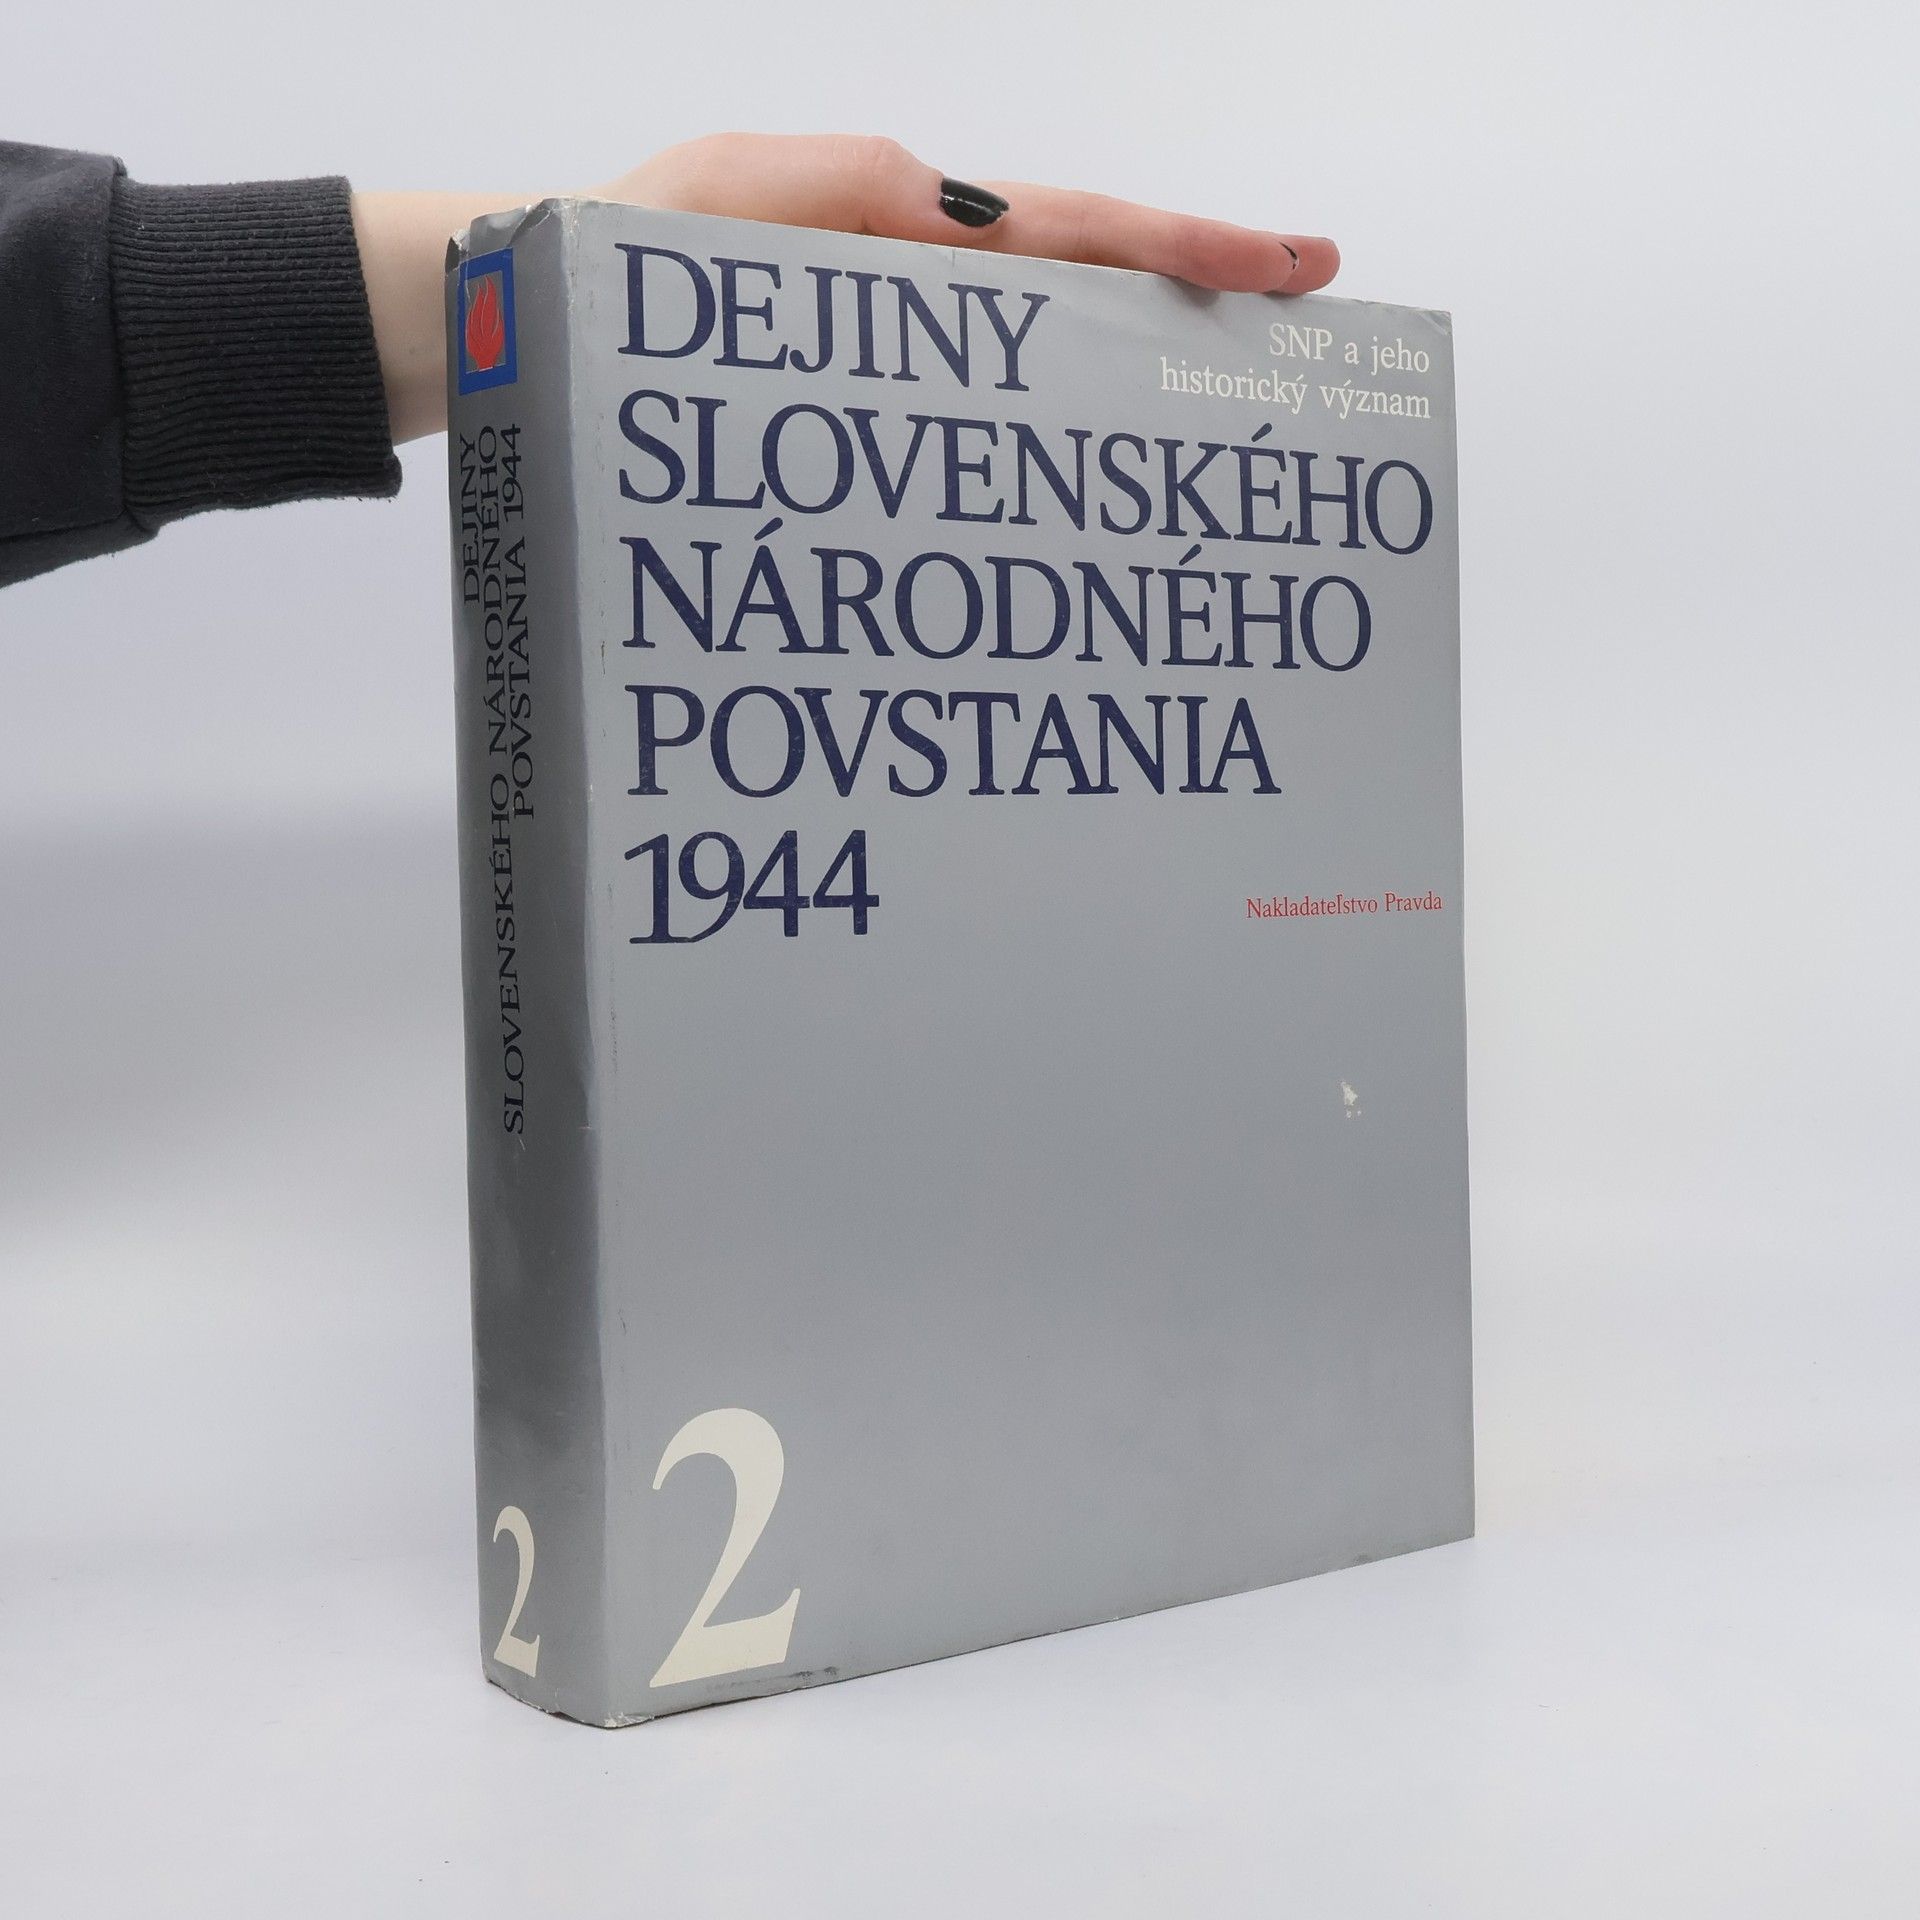 DEJINY
SLOVENSKÉHO NÁRODNÉHO
POVSTANIA 1944
2
DEJINY
SNP a jeho
historický význam
SLOVENSKÉHO
NÁRODNÉHO
POVSTANIA
1944
Nakladateľstvo Pravda
2